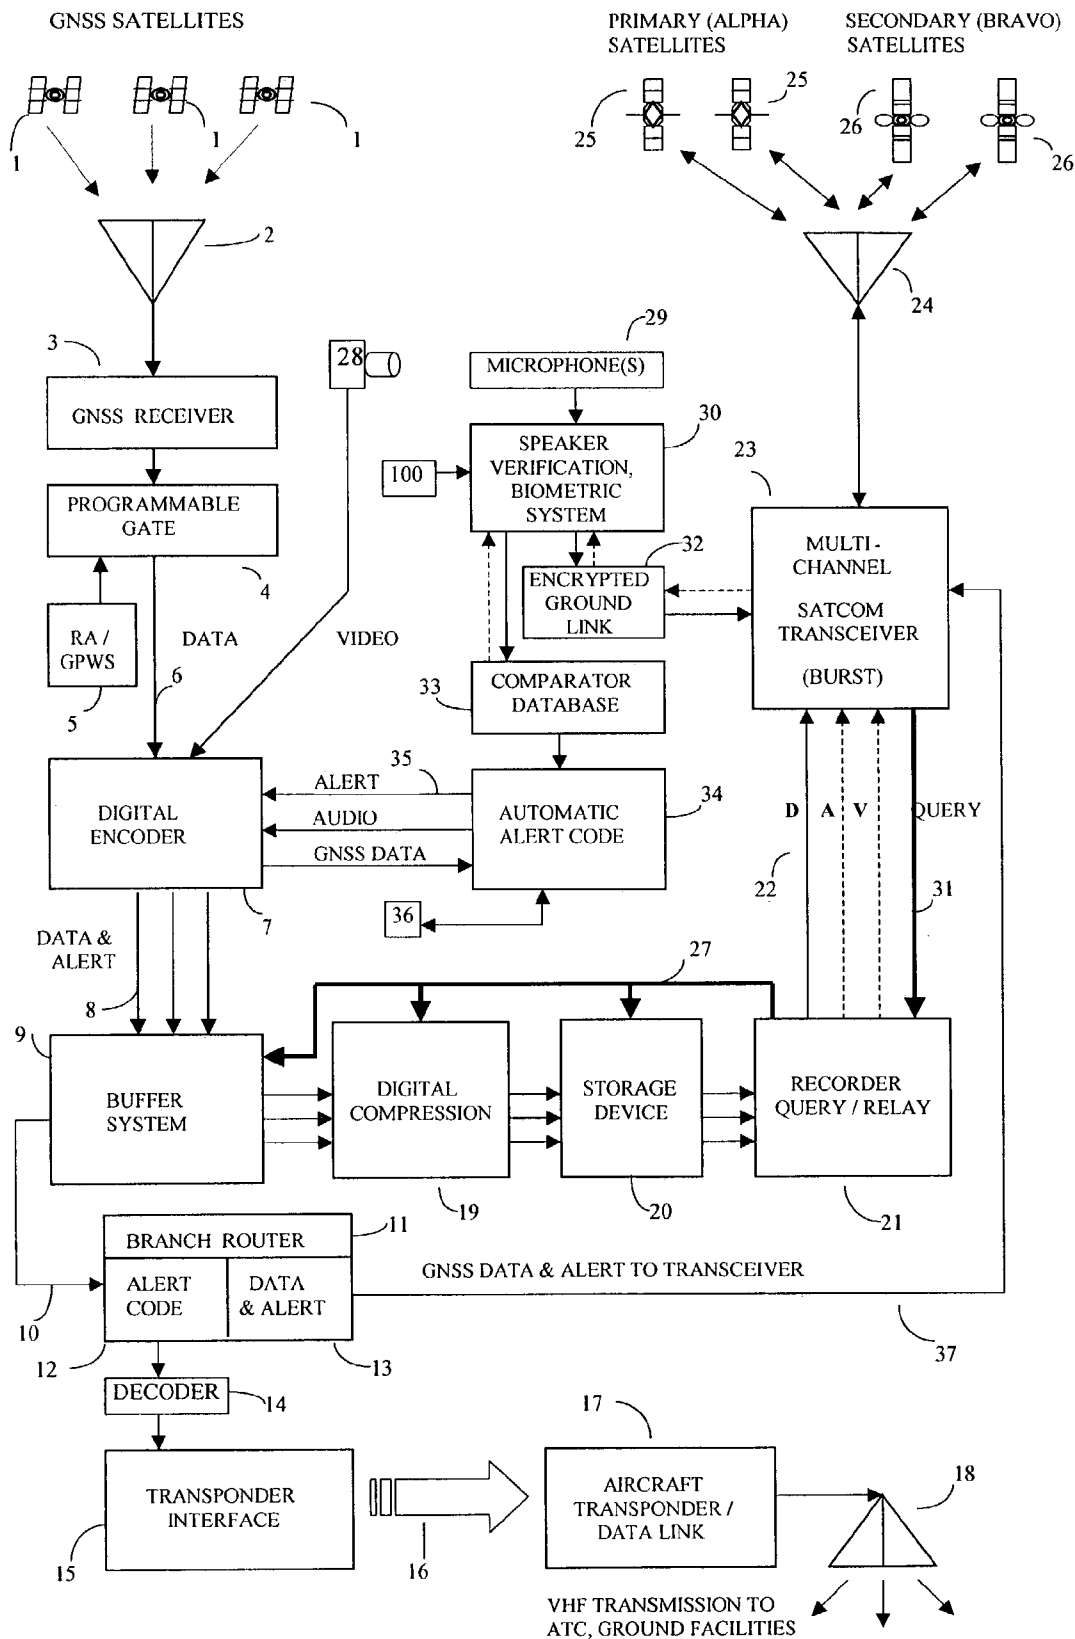 GNSS SATELLITES
PRIMARY (ALPHA)
SATELLITES
SECONDARY (BRAVO)
SATELLITES
1
1
1
25
25
26
26
2
24
3
GNSS RECEIVER
28
29
MICROPHONE(S)
30
SPEAKER
VERIFICATION,
BIOMETRIC
SYSTEM
100
23
PROGRAMMABLE
GATE
4
32
ENCRYPTED
GROUND
LINK
MULTI -
CHANNEL
SATCOM
TRANSCEIVER
(BURST)
RA /
GPWS
5
DATA
6
VIDEO
33
COMPARATOR
DATABASE
DIGITAL
ENCODER
7
35
ALERT
AUDIO
GNSS DATA
AUTOMATIC
ALERT CODE
34
36
D
A
V
QUERY
22
31
DATA &
ALERT
8
27
9
BUFFER
SYSTEM
DIGITAL
COMPRESSION
STORAGE
DEVICE
RECORDER
QUERY / RELAY
19
20
21
11
BRANCH ROUTER
ALERT
CODE
DATA
& ALERT
GNSS DATA & ALERT TO TRANSCEIVER
10
12
13
37
DECODER
14
TRANSPONDER
INTERFACE
15
16
17
AIRCRAFT
TRANSPONDER /
DATA LINK
18
VHF TRANSMISSION TO
ATC, GROUND FACILITIES